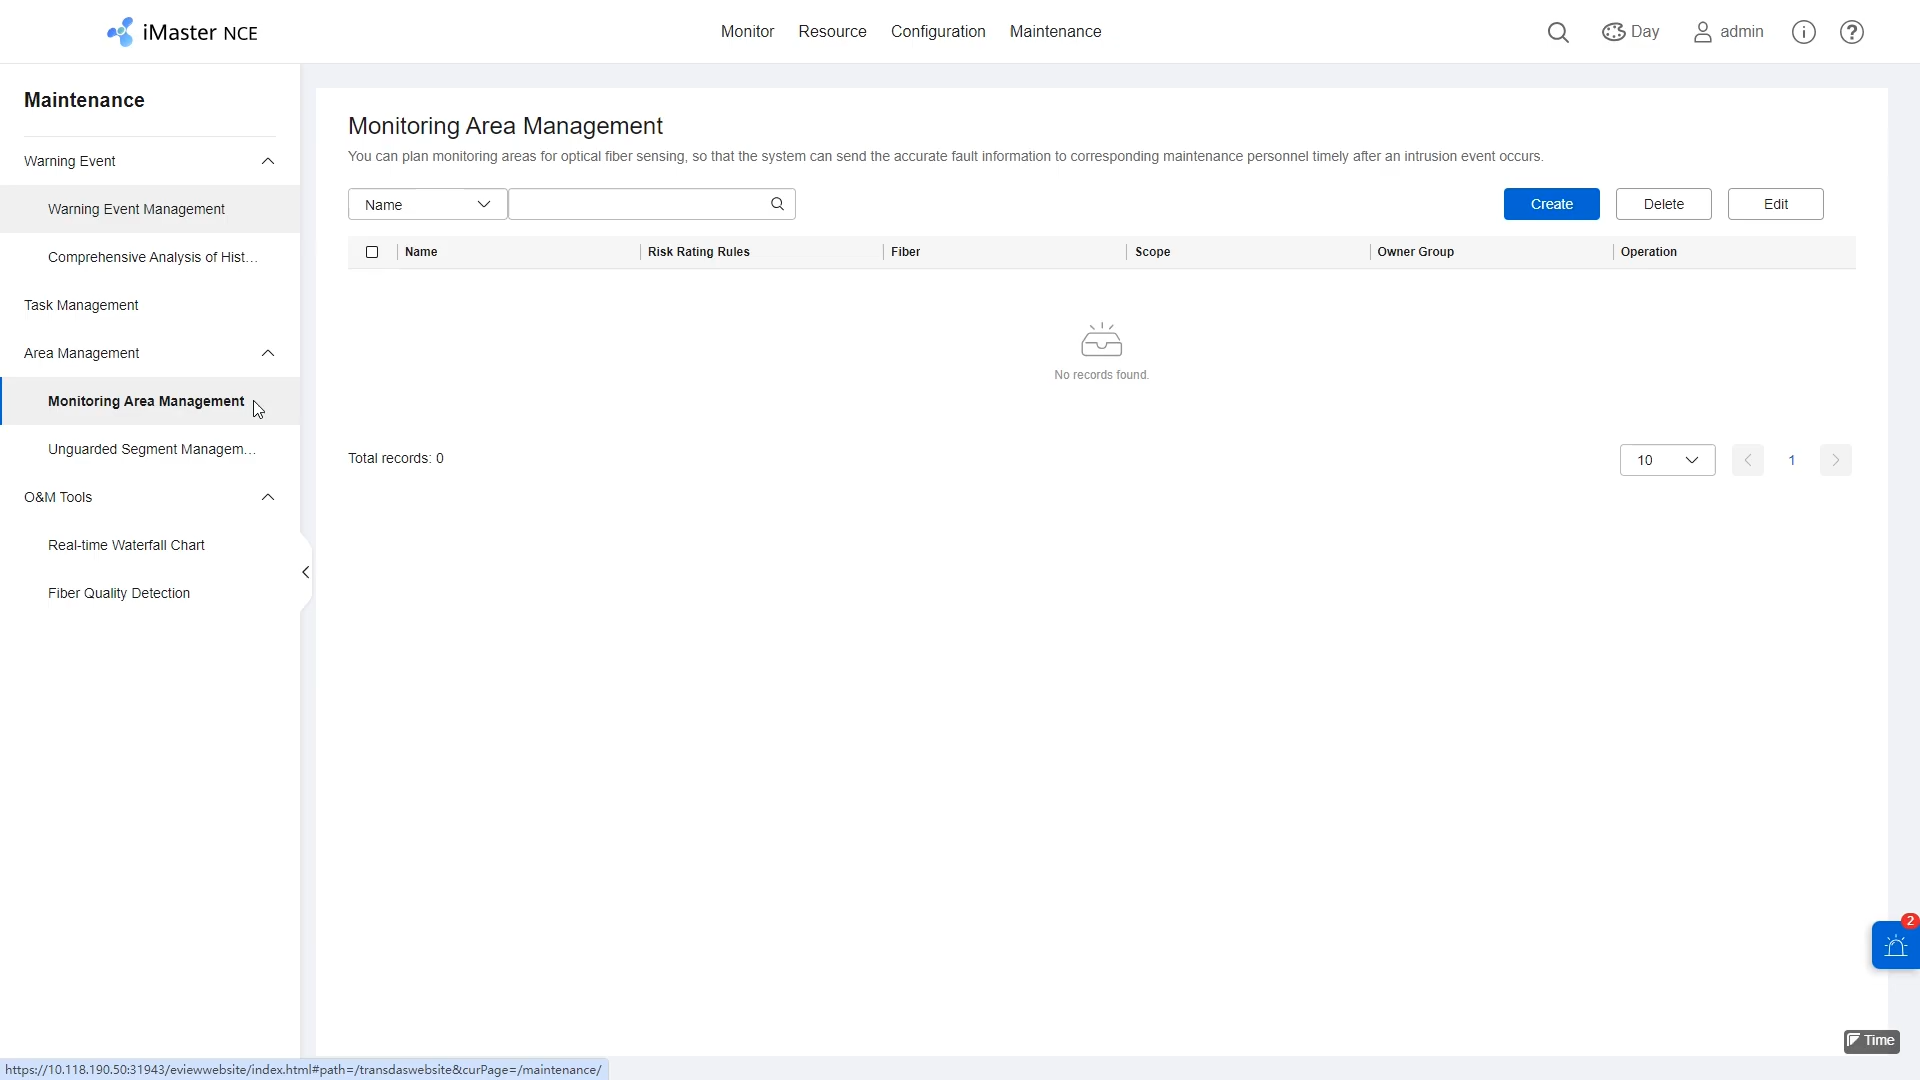 iMaster NCE
Monitor
Resource
Configuration
Maintenance
Day
admin
Maintenance
Warning Event
Warning Event Management
Comprehensive Analysis of Hist...
Task Management
Area Management
Monitoring Area Management
Unguarded Segment Managem...
O&M Tools
Real-time Waterfall Chart
Fiber Quality Detection
Monitoring Area Management
You can plan monitoring areas for optical fiber sensing, so that the system can send the accurate fault information to corresponding maintenance personnel timely after an intrusion event occurs.
Name
Create
Delete
Edit
Name
Risk Rating Rules
Fiber
Scope
Owner Group
Operation
No records found.
Total records: 0
10
1
2
Time
https://10.118.190.50:31943/eviewwebsite/index.html#path=/transdaswebsite&curPage=/maintenance/